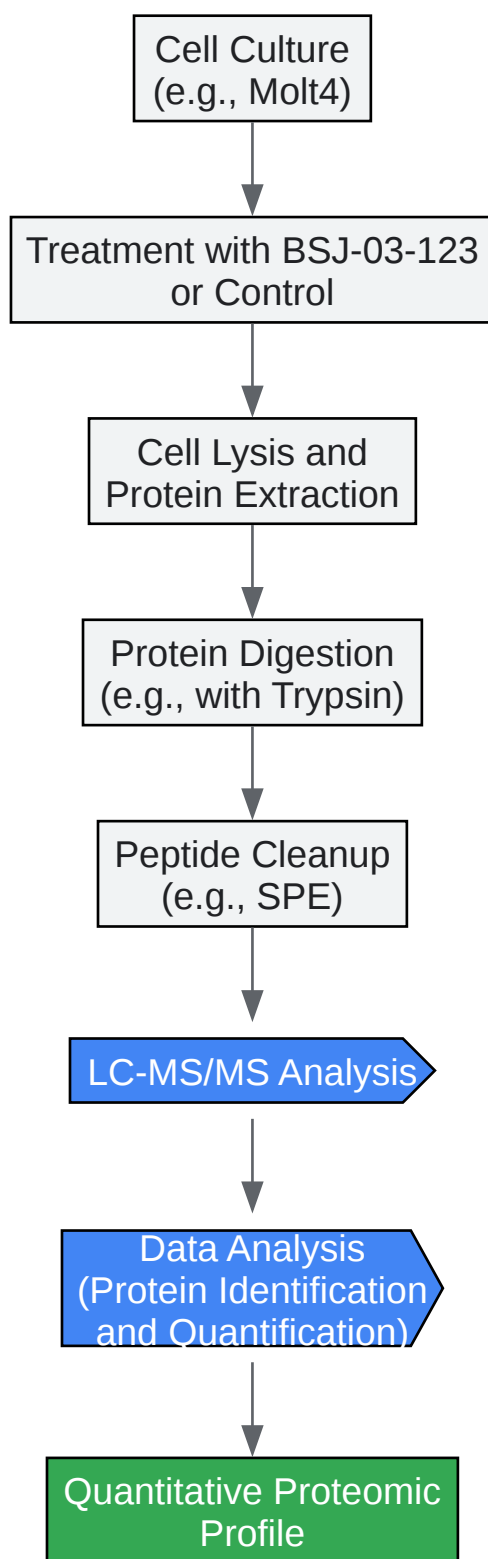 Cell Culture
(e.g., Molt4)
Treatment with BSJ-03-123
or Control
Cell Lysis and
Protein Extraction
Protein Digestion
(e.g., with Trypsin)
Peptide Cleanup
(e.g., SPE)
LC-MS/MS Analysis
Data Analysis
(Protein Identification
and Quantification)
Quantitative Proteomic
Profile